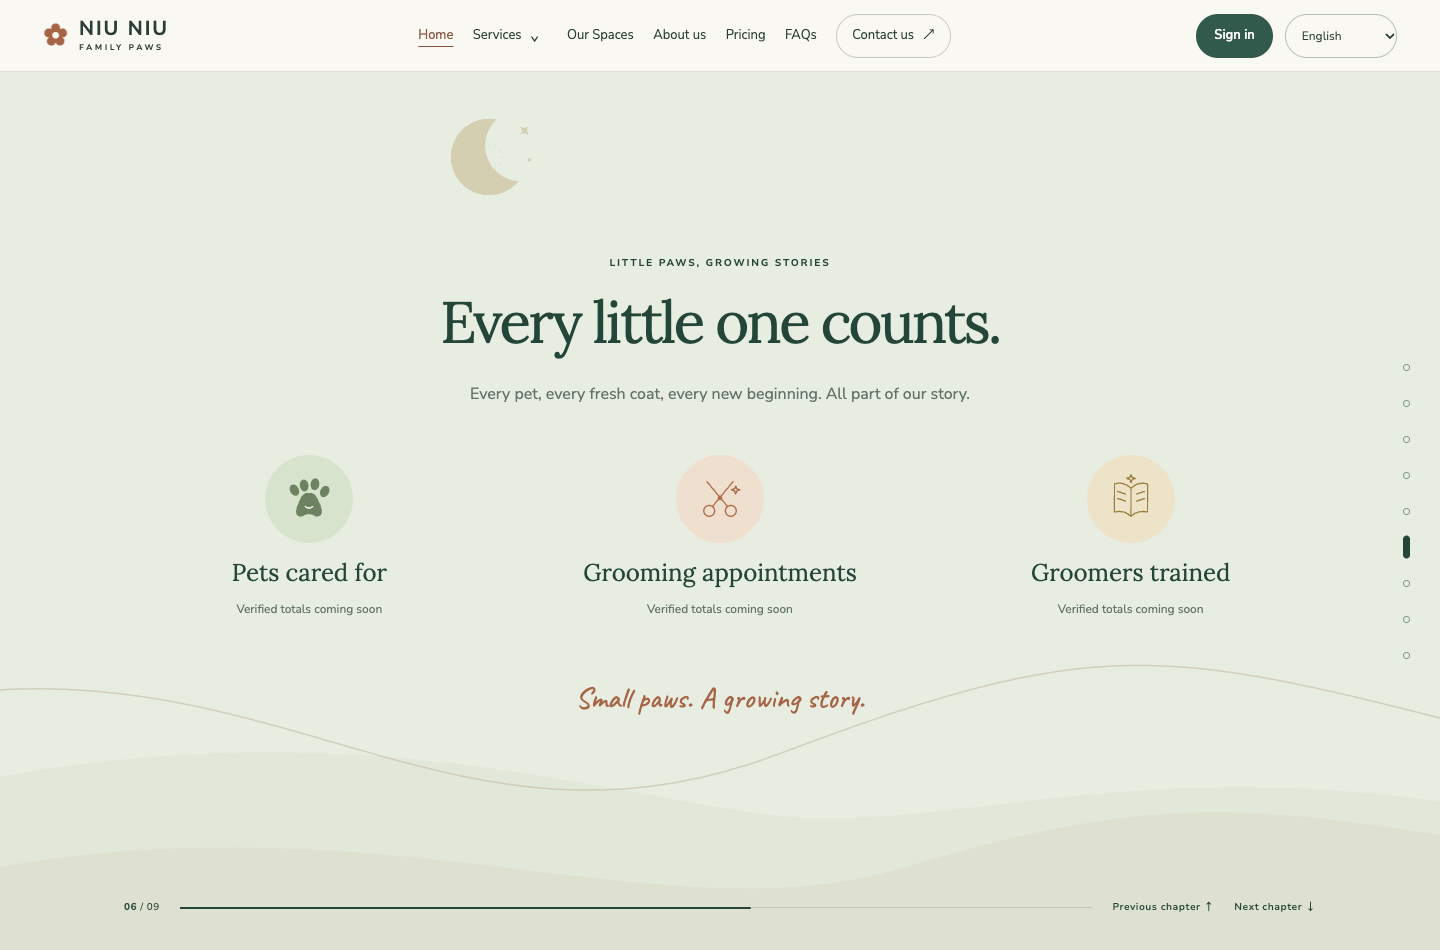 NIU NIU
FAMILY PAWS
Home
Services
Our Spaces
About us
Pricing
FAQs
Contact us ↗
Sign in
English
LITTLE PAWS, GROWING STORIES
Every little one counts.
Every pet, every fresh coat, every new beginning. All part of our story.
Pets cared for
Verified totals coming soon
Grooming appointments
Verified totals coming soon
Groomers trained
Verified totals coming soon
Small paws. A growing story.
06 / 09
Previous chapter ↑
Next chapter ↓